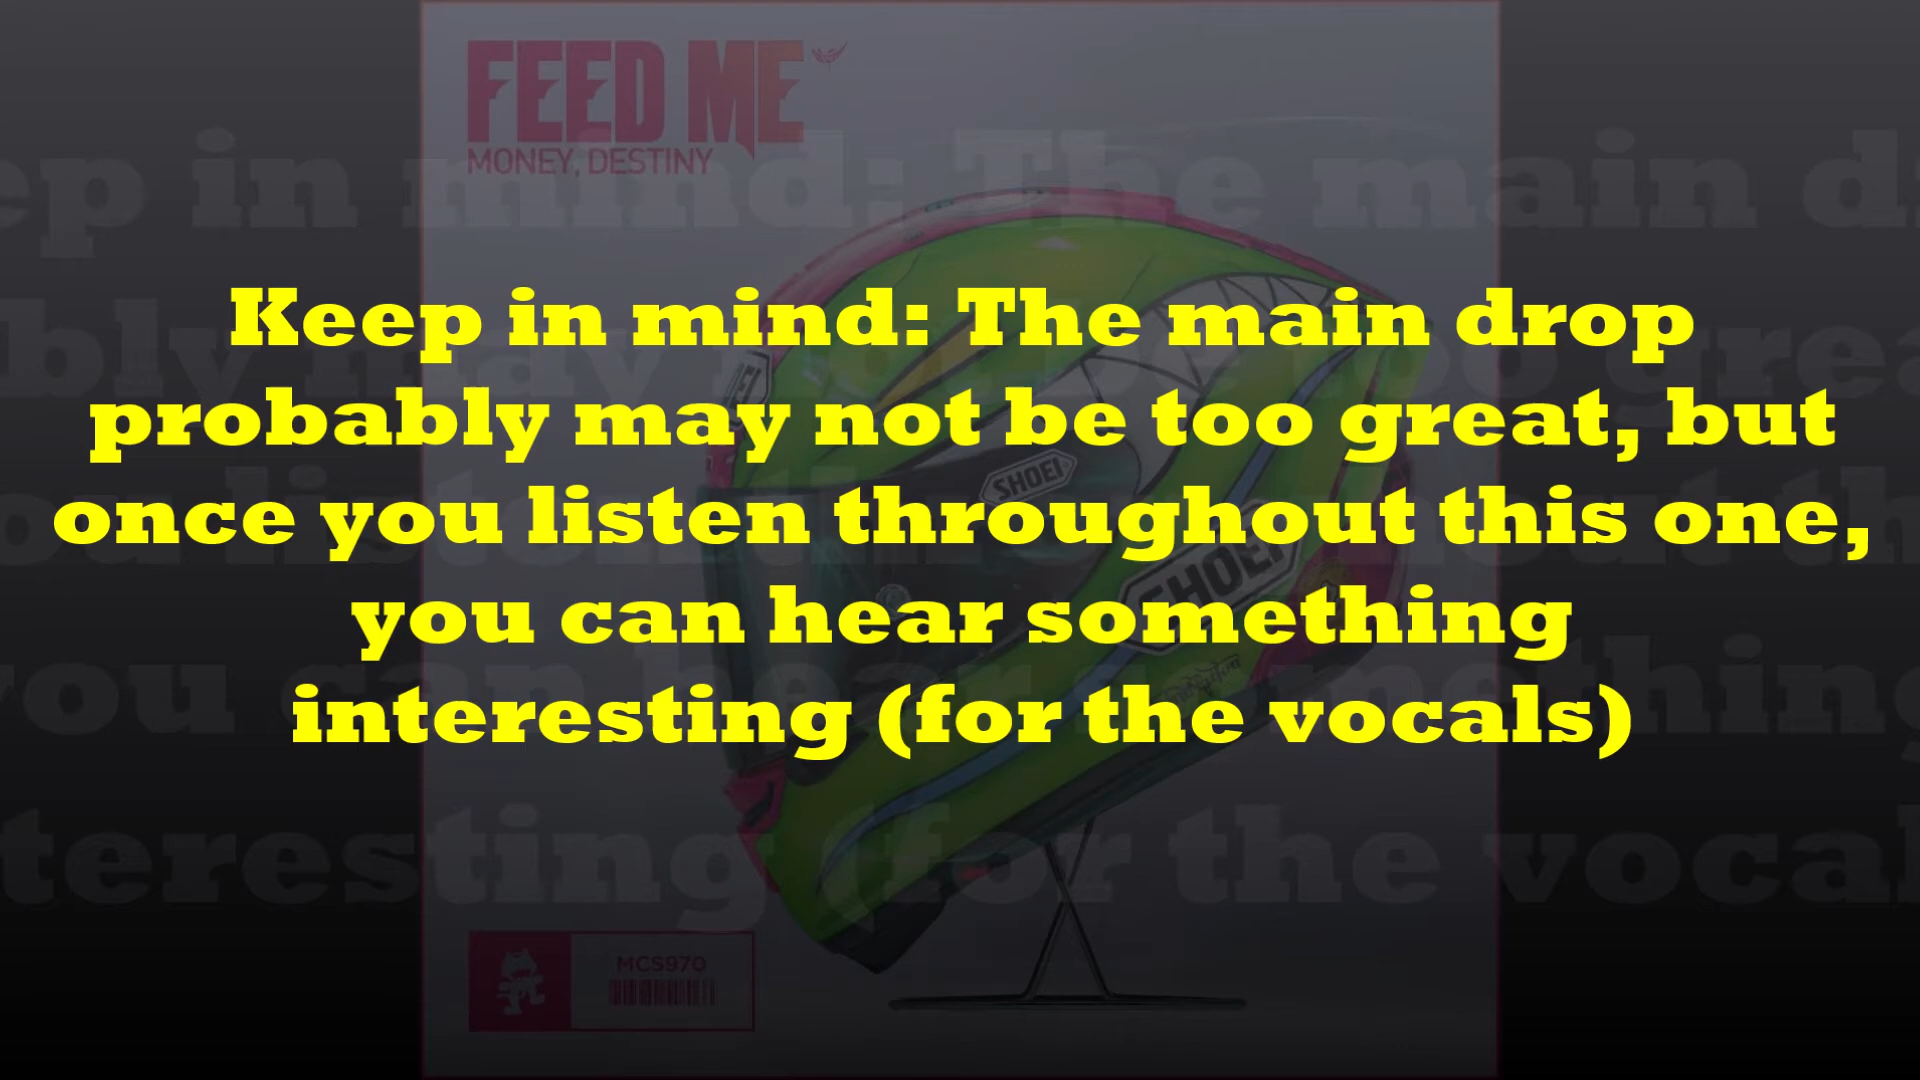 FEED ME
MONEY, DESTINY
Keep in mind: The main drop
probably may not be too great, but
once you listen throughout this one,
you can hear something
interesting (for the vocals)
SHOEI
SHOEI
MCS970